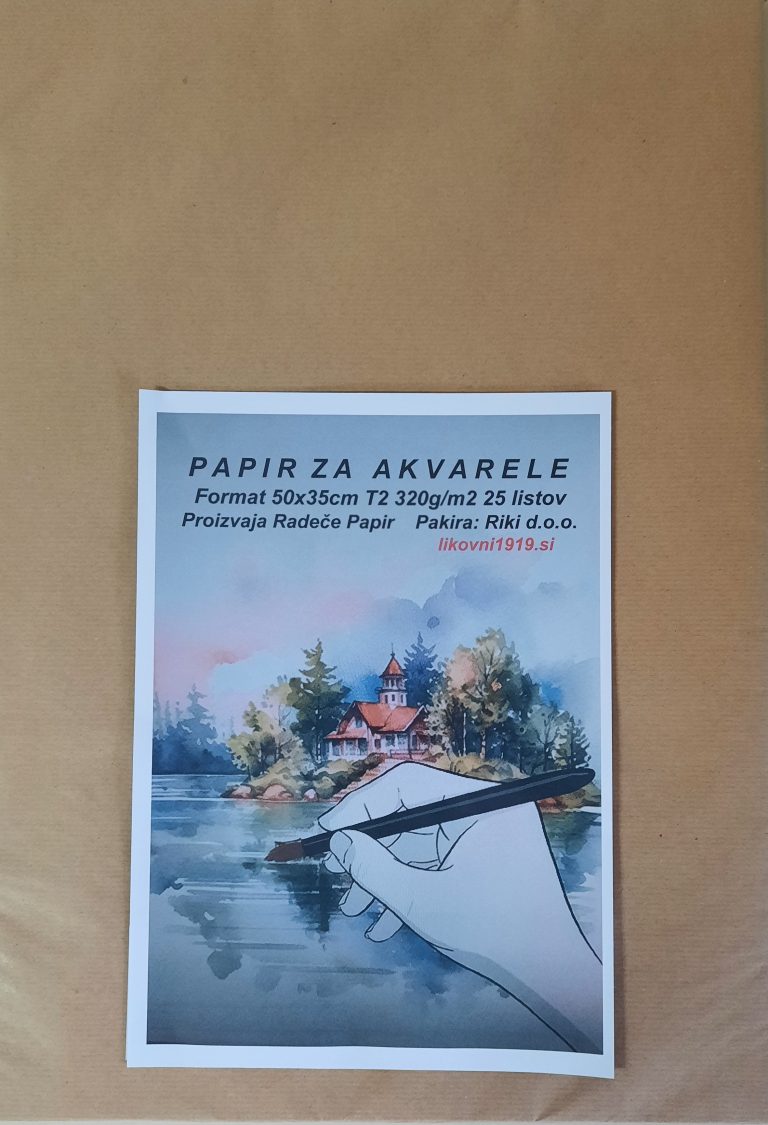 PAPIR ZA AKVARELE
Format 50x35cm T2 320g/m2 25 listov
Proizvaja Radeče Papir Pakira: Riki d.o.o.
likovni1919.si